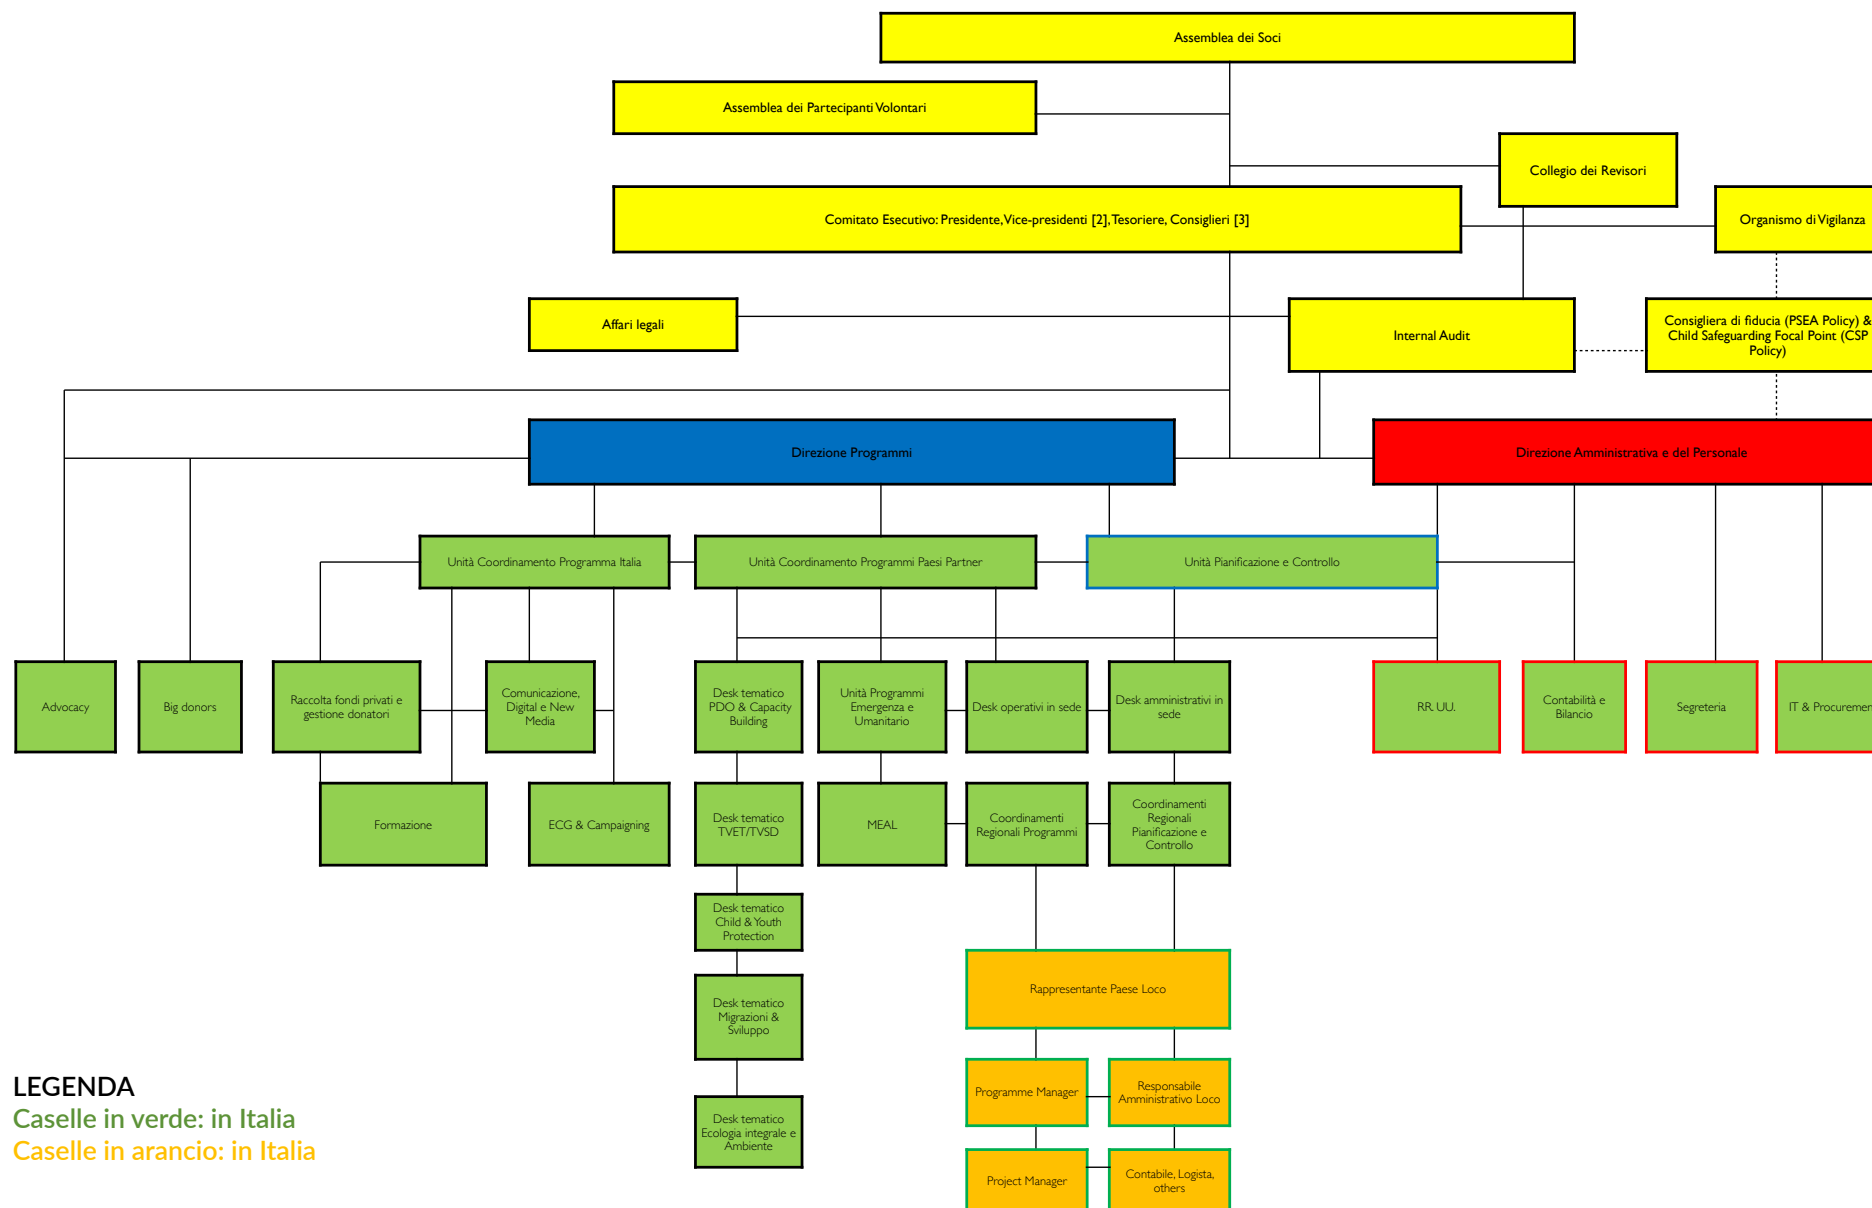 Assemblea dei Soci
Assemblea dei Partecipanti Volontari
Collegio dei Revisori
Comitato Esecutivo: Presidente, Vice-presidenti [2], Tesoriere, Consiglieri [3]
Organismo di Vigilanza
Affari legali
Internal Audit
Consigliera di fiducia (PSEA Policy) &
Child Safeguarding Focal Point (CSP
Policy)
Direzione Programmi
Direzione Amministrativa e del Personale
Unità Coordinamento Programma Italia
Unità Coordinamento Programmi Paesi Partner
Unità Pianificazione e Controllo
Advocacy
Big donors
Raccolta fondi privati e
gestione donatori
Comunicazione,
Digital e New
Media
Desk tematico
PDO & Capacity
Building
Unità Programmi
Emergenza e
Umanitario
Desk operativi in sede
Desk amministrativi in
sede
RR. UU.
Contabilità e
Bilancio
Segreteria
IT & Procuremen
Formazione
ECG & Campaigning
Desk tematico
TVET/TVSD
MEAL
Coordinamenti
Regionali Programmi
Coordinamenti
Regionali
Pianificazione e
Controllo
Desk tematico
Child & Youth
Protection
Desk tematico
Migrazioni &
Sviluppo
Rappresentante Paese Loco
Desk tematico
Ecologia integrale e
Ambiente
Programme Manager
Responsabile
Amministrativo Loco
Project Manager
Contabile, Logista,
others
LEGENDA
Caselle in verde: in Italia
Caselle in arancio: in Italia